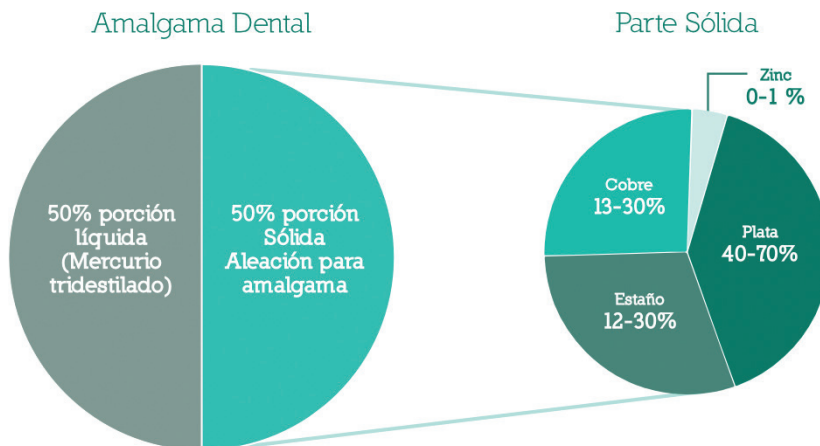 Amalgama Dental
50% porción
líquida
(Mercurio
tridestilado)
50% porción
Sólida
Aleación para
amalgama
Parte Sólida
Zinc
0-1 %
Cobre
13-30%
Plata
40-70%
Estaño
12-30%